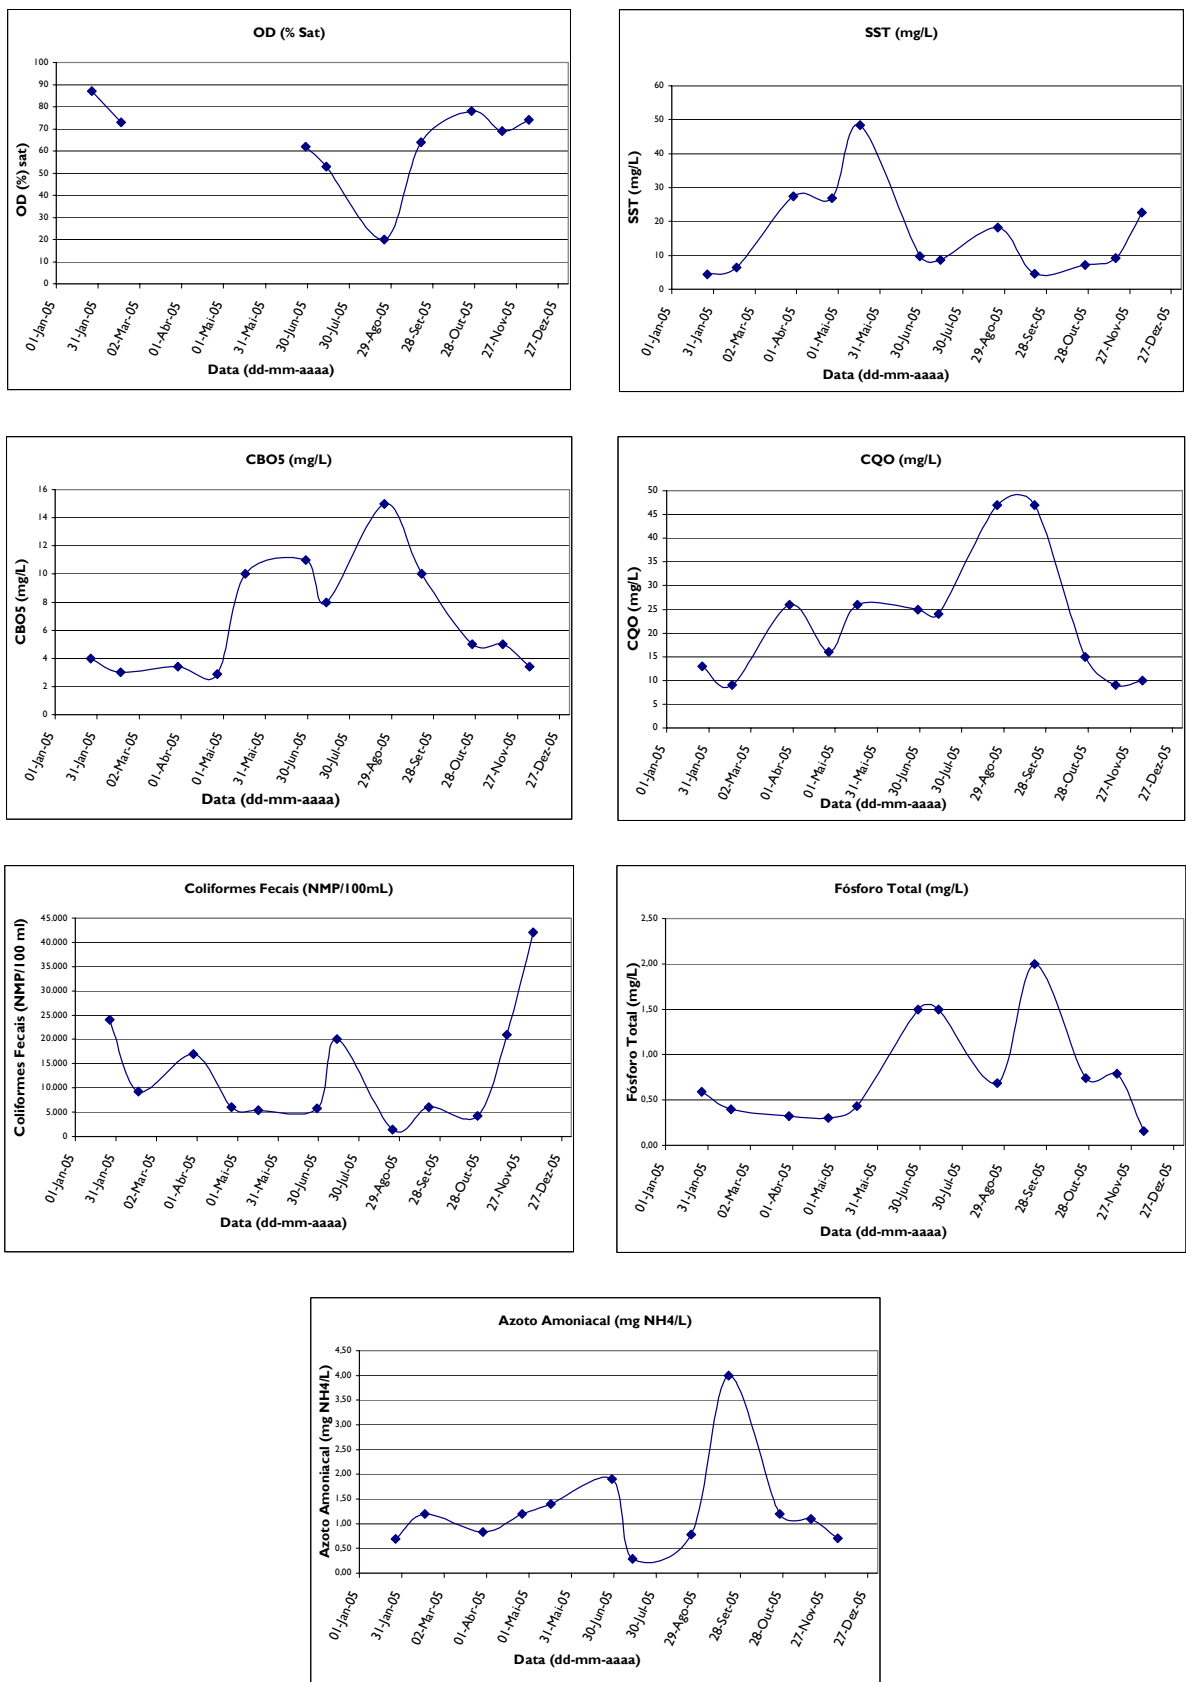 OD (% Sat)
OD (%) sat)
100
90
80
70
60
50
40
30
20
10
0
01-Jan-05
31-Jan-05
02-Mar-05
01-Abr-05
01-Mai-05
31-Mai-05
30-Jun-05
30-Jul-05
29-Ago-05
28-Set-05
28-Out-05
27-Nov-05
27-Dez-05
Data (dd-mm-aaaa)
SST (mg/L)
SST (mg/L)
60
50
40
30
20
10
0
01-Jan-05
31-Jan-05
02-Mar-05
01-Abr-05
01-Mai-05
31-Mai-05
30-Jun-05
30-Jul-05
29-Ago-05
28-Set-05
28-Out-05
27-Nov-05
27-Dez-05
Data (dd-mm-aaaa)
CBO5 (mg/L)
CBO5 (mg/L)
16
14
12
10
8
6
4
2
0
01-Jan-05
31-Jan-05
02-Mar-05
01-Abr-05
01-Mai-05
31-Mai-05
30-Jun-05
30-Jul-05
29-Ago-05
28-Set-05
28-Out-05
27-Nov-05
27-Dez-05
Data (dd-mm-aaaa)
CQO (mg/L)
CQO (mg/L)
50
45
40
35
30
25
20
15
10
5
0
01-Jan-05
31-Jan-05
02-Mar-05
01-Abr-05
01-Mai-05
31-Mai-05
30-Jun-05
30-Jul-05
29-Ago-05
28-Set-05
28-Out-05
27-Nov-05
27-Dez-05
Data (dd-mm-aaaa)
Coliformes Fecais (NMP/100mL)
Coliformes Fecais (NMP/100 ml)
45.000
40.000
35.000
30.000
25.000
20.000
15.000
10.000
5.000
0
01-Jan-05
31-Jan-05
02-Mar-05
01-Abr-05
01-Mai-05
31-Mai-05
30-Jun-05
30-Jul-05
29-Ago-05
28-Set-05
28-Out-05
27-Nov-05
27-Dez-05
Data (dd-mm-aaaa)
Fósforo Total (mg/L)
Fósforo Total (mg/L)
2,50
2,00
1,50
1,00
0,50
0,00
01-Jan-05
31-Jan-05
02-Mar-05
01-Abr-05
01-Mai-05
31-Mai-05
30-Jun-05
30-Jul-05
29-Ago-05
28-Set-05
28-Out-05
27-Nov-05
27-Dez-05
Data (dd-mm-aaaa)
Azoto Amoniacal (mg NH4/L)
Azoto Amoniacal (mg NH4/L)
4,50
4,00
3,50
3,00
2,50
2,00
1,50
1,00
0,50
0,00
01-Jan-05
31-Jan-05
02-Mar-05
01-Abr-05
01-Mai-05
31-Mai-05
30-Jun-05
30-Jul-05
29-Ago-05
28-Set-05
28-Out-05
27-Nov-05
27-Dez-05
Data (dd-mm-aaaa)